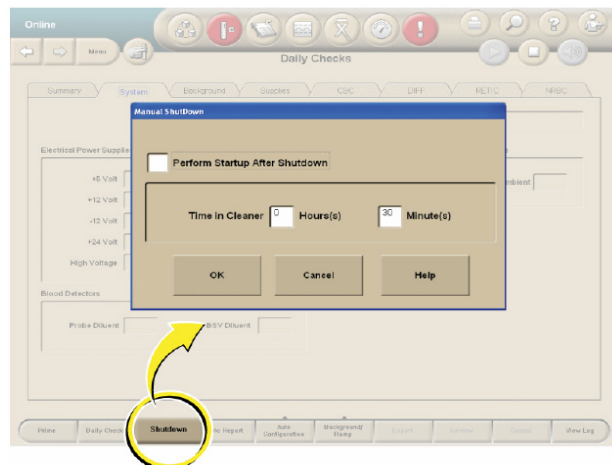 Online
Menu
Daily Checks
Summary System Background Supplies CBC DIFF RETIC NRBC
Manual ShutDown
Electrical Power Supplie
Perform Startup After Shutdown
+5 Volt
+12 Volt
-12 Volt
+24 Volt
High Voltage
mbient
Time in Cleaner 0 Hours(s) 30 Minute(s)
OK Cancel Help
Blood Detectors
Probe Diluent BSV Diluent
Prime Daily Check Shutdown Report Auto Configuration Background/ View Log